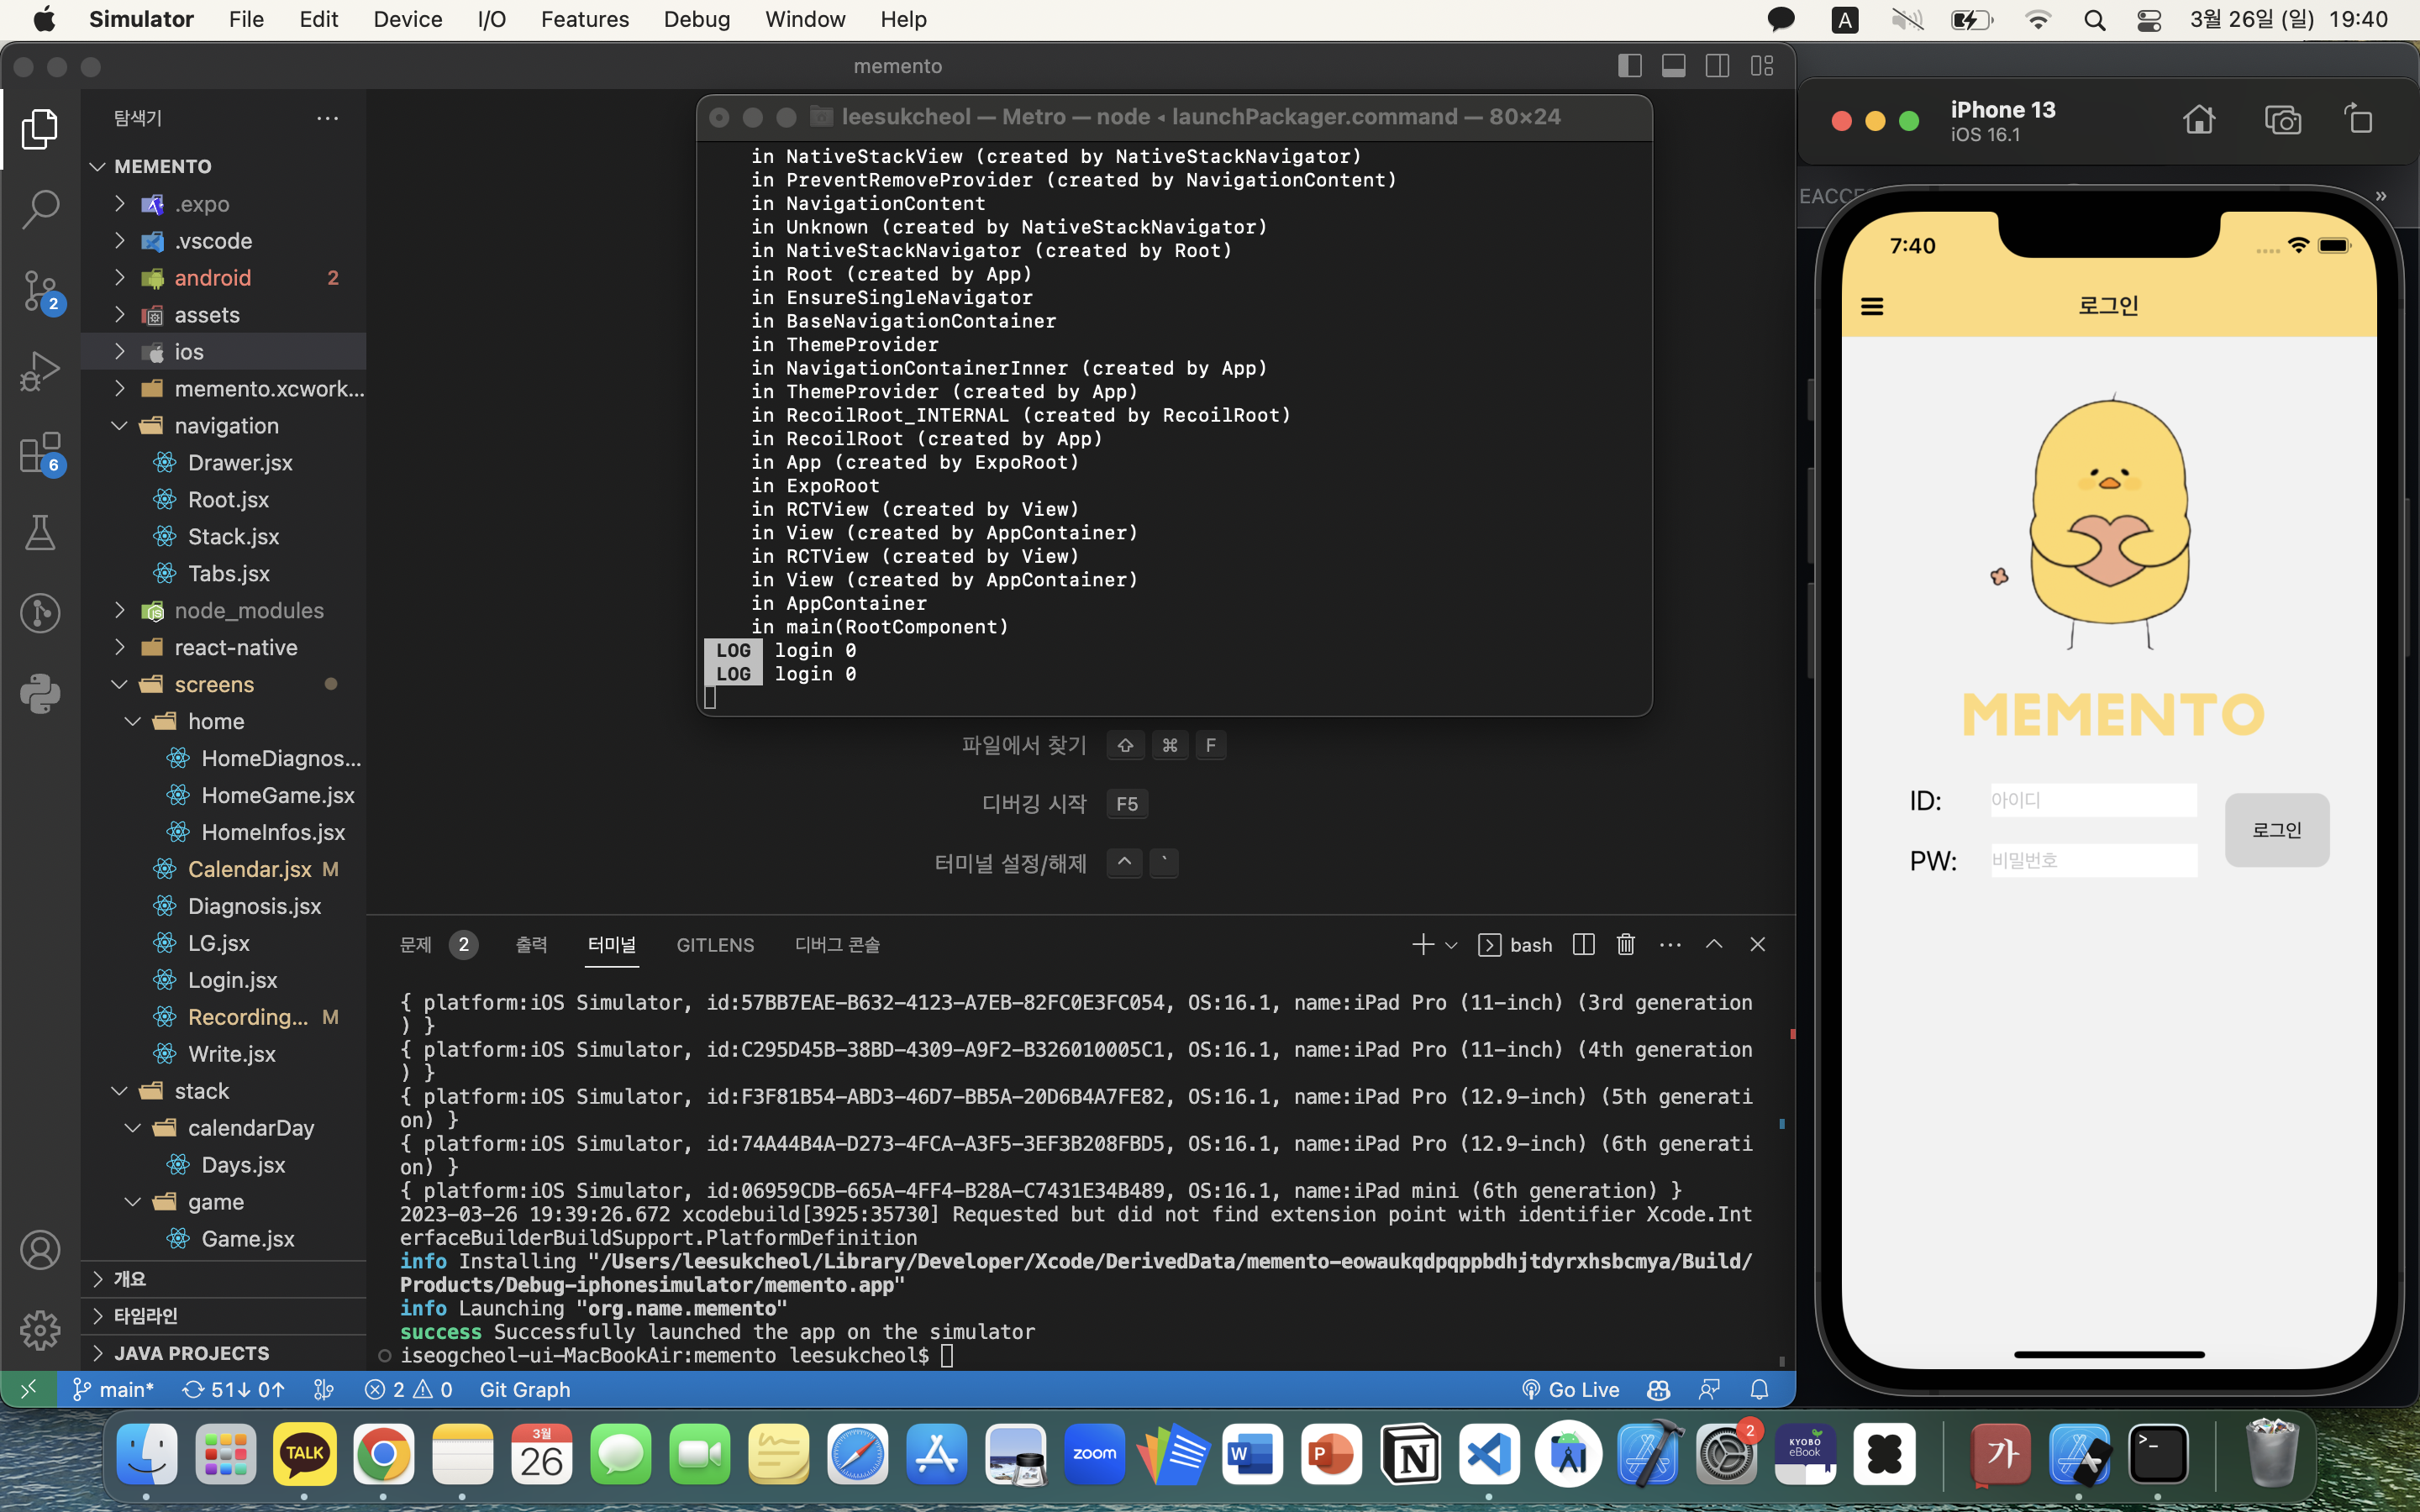 Simulator File Edit Device I/O Features Debug Window Help
A 3월 26일 (일) 19:40
memento
탐색기 ···
MEMENTO
.expo
.vscode
android 2
assets
ios
memento.xcwork...
navigation
Drawer.jsx
Root.jsx
Stack.jsx
Tabs.jsx
node_modules
react-native
screens
home
HomeDiagnos...
HomeGame.jsx
HomeInfos.jsx
Calendar.jsx M
Diagnosis.jsx
LG.jsx
Login.jsx
Recording... M
Write.jsx
stack
calendarDay
Days.jsx
game
Game.jsx
개요
타임라인
JAVA PROJECTS
2
6
leesukcheol — Metro — node ◂ launchPackager.command — 80×24
in NativeStackView (created by NativeStackNavigator)
in PreventRemoveProvider (created by NavigationContent)
in NavigationContent
in Unknown (created by NativeStackNavigator)
in NativeStackNavigator (created by Root)
in Root (created by App)
in EnsureSingleNavigator
in BaseNavigationContainer
in ThemeProvider
in NavigationContainerInner (created by App)
in ThemeProvider (created by App)
in RecoilRoot_INTERNAL (created by RecoilRoot)
in RecoilRoot (created by App)
in App (created by ExpoRoot)
in ExpoRoot
in RCTView (created by View)
in View (created by AppContainer)
in RCTView (created by View)
in View (created by AppContainer)
in AppContainer
in main(RootComponent)
LOG login 0
LOG login 0
파일에서 찾기 ⇧ ⌘ F
디버깅 시작 F5
터미널 설정/해제 ^ `
문제 2 출력 터미널 GITLENS 디버그 콘솔 bash
{ platform:iOS Simulator, id:57BB7EAE-B632-4123-A7EB-82FC0E3FC054, OS:16.1, name:iPad Pro (11-inch) (3rd generation
) }
{ platform:iOS Simulator, id:C295D45B-38BD-4309-A9F2-B326010005C1, OS:16.1, name:iPad Pro (11-inch) (4th generation
) }
{ platform:iOS Simulator, id:F3F81B54-ABD3-46D7-BB5A-20D6B4A7FE82, OS:16.1, name:iPad Pro (12.9-inch) (5th generati
on) }
{ platform:iOS Simulator, id:74A44B4A-D273-4FCA-A3F5-3EF3B208FBD5, OS:16.1, name:iPad Pro (12.9-inch) (6th generati
on) }
{ platform:iOS Simulator, id:06959CDB-665A-4FF4-B28A-C7431E34B489, OS:16.1, name:iPad mini (6th generation) }
2023-03-26 19:39:26.672 xcodebuild[3925:35730] Requested but did not find extension point with identifier Xcode.Int
erfaceBuilderBuildSupport.PlatformDefinition
info Installing "/Users/leesukcheol/Library/Developer/Xcode/DerivedData/memento-eowaukqdpqppbdhjtdyrxhsbcmya/Build/
Products/Debug-iphonesimulator/memento.app"
info Launching "org.name.memento"
success Successfully launched the app on the simulator
iseogcheol-ui-MacBookAir:memento leesukcheol$
main* 51↓ 0↑ 2 0 Git Graph Go Live
iPhone 13
iOS 16.1
7:40
로그인
MEMENTO
ID: 아이디
로그인
PW: 비밀번호
TALK
3월
26
zoom
W
P
N
2
KYOBO
eBook
가